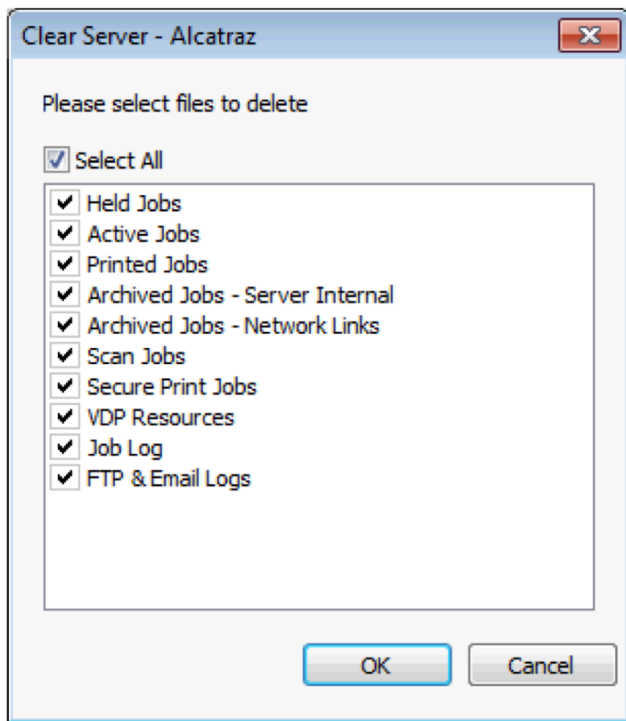 Clear Server - Alcatraz
Please select files to delete
Select All
Held Jobs
Active Jobs
Printed Jobs
Archived Jobs - Server Internal
Archived Jobs - Network Links
Scan Jobs
Secure Print Jobs
VDP Resources
Job Log
FTP & Email Logs
OK Cancel